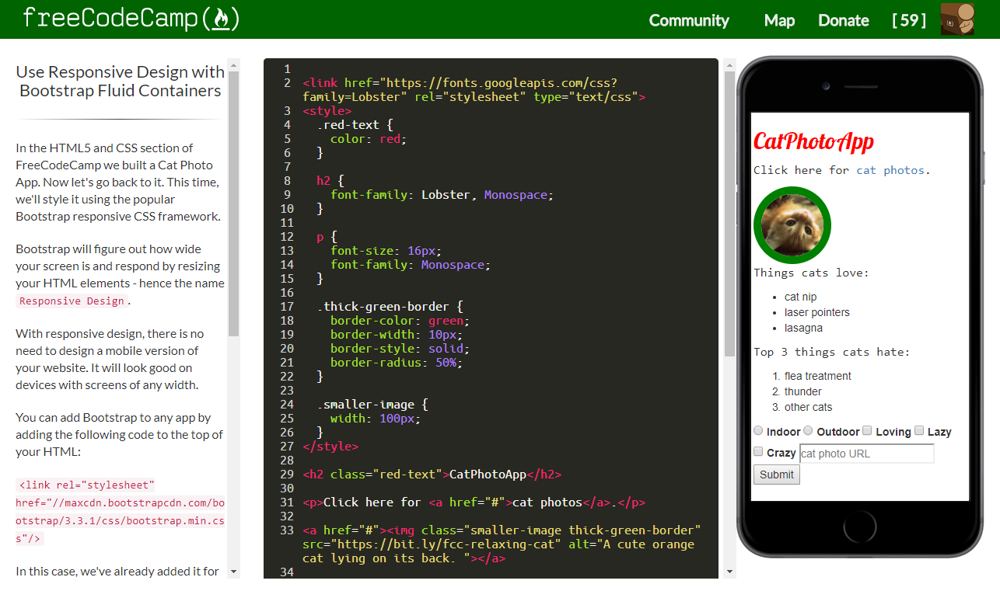 freeCodeCamp(🔥)
Community Map Donate [ 59 ]
Use Responsive Design with
Bootstrap Fluid Containers
In the HTML5 and CSS section of
FreeCodeCamp we built a Cat Photo
App. Now let's go back to it. This time,
we'll style it using the popular
Bootstrap responsive CSS framework.
Bootstrap will figure out how wide
your screen is and respond by resizing
your HTML elements - hence the name
Responsive Design.
With responsive design, there is no
need to design a mobile version of
your website. It will look good on
devices with screens of any width.
You can add Bootstrap to any app by
adding the following code to the top of
your HTML:
<link rel="stylesheet"
href="//maxcdn.bootstrapcdn.com/bo
otstrap/3.3.1/css/bootstrap.min.cs
s"/>
In this case, we've already added it for
1
2 <link href="https://fonts.googleapis.com/css?
family=Lobster" rel="stylesheet" type="text/css">
3 <style>
4 .red-text {
5 color: red;
6 }
7
8 h2 {
9 font-family: Lobster, Monospace;
10 }
11
12 p {
13 font-size: 16px;
14 font-family: Monospace;
15 }
16
17 .thick-green-border {
18 border-color: green;
19 border-width: 10px;
20 border-style: solid;
21 border-radius: 50%;
22 }
23
24 .smaller-image {
25 width: 100px;
26 }
27 </style>
28
29 <h2 class="red-text">CatPhotoApp</h2>
30
31 <p>Click here for <a href="#">cat photos</a>.</p>
32
33 <a href="#"><img class="smaller-image thick-green-border"
src="https://bit.ly/fcc-relaxing-cat" alt="A cute orange
cat lying on its back. "></a>
34
CatPhotoApp
Click here for cat photos.
Things cats love:
• cat nip
• laser pointers
• lasagna
Top 3 things cats hate:
1. flea treatment
2. thunder
3. other cats
Indoor Outdoor Loving Lazy
Crazy cat photo URL
Submit